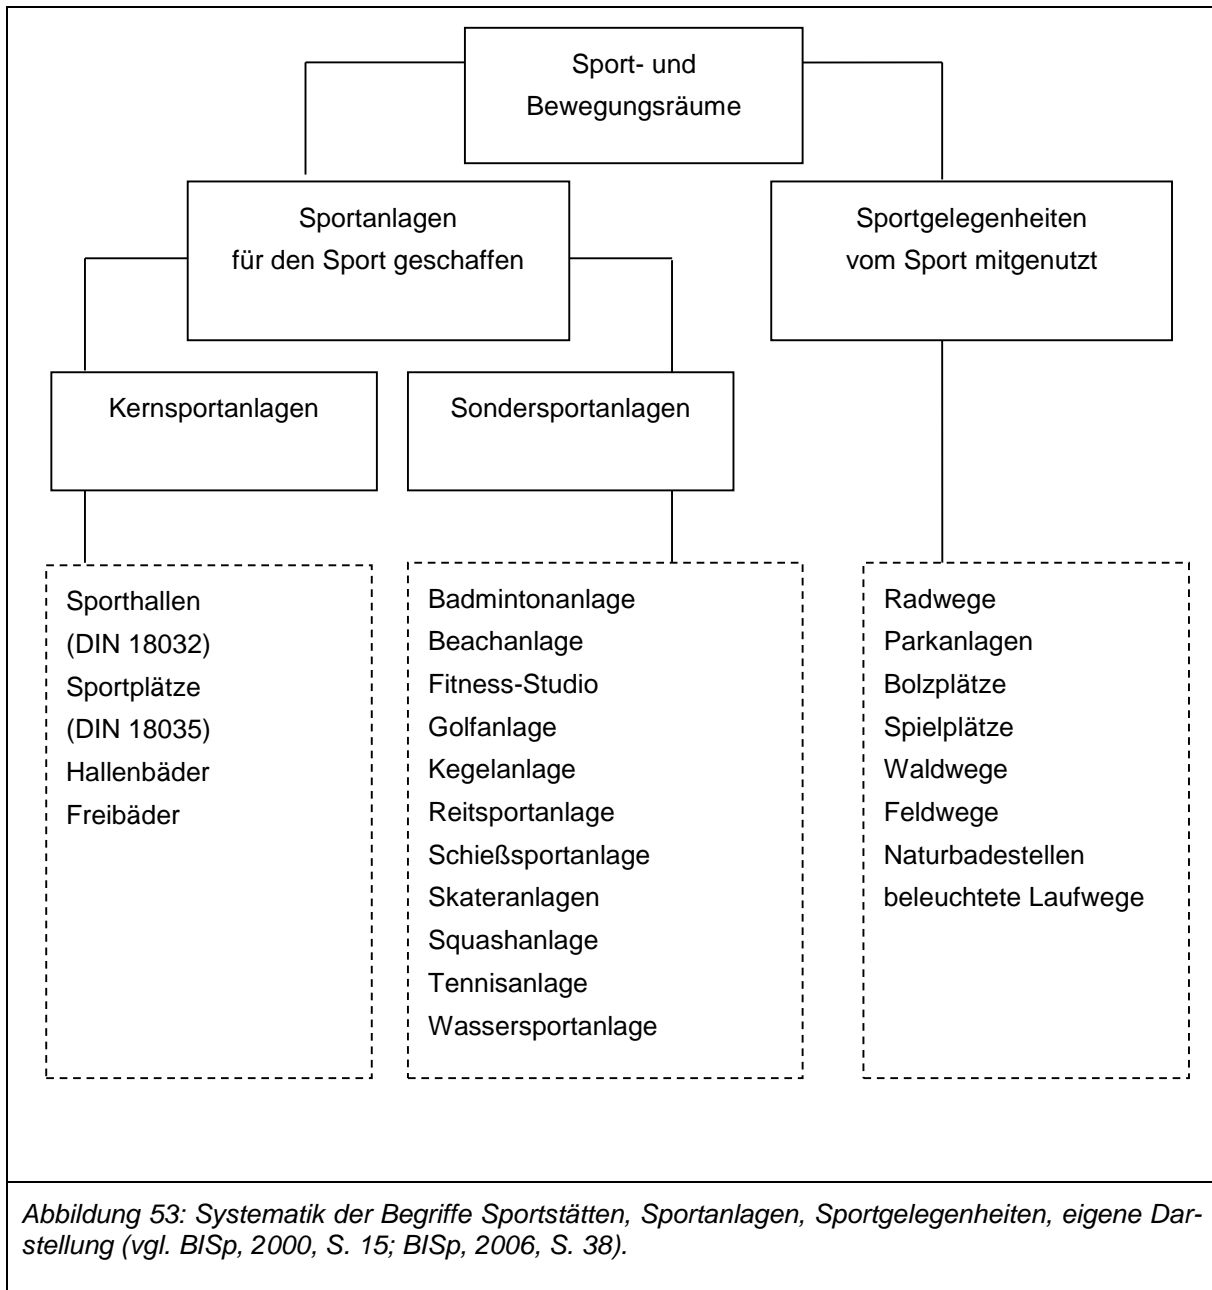 Sport- und
Bewegungsräume
Sportanlagen
für den Sport geschaffen
Sportgelegenheiten
vom Sport mitgenutzt
Kernsportanlagen
Sondersportanlagen
Sporthallen
(DIN 18032)
Sportplätze
(DIN 18035)
Hallenbäder
Freibäder
Badmintonanlage
Beachanlage
Fitness-Studio
Golfanlage
Kegelanlage
Reitsportanlage
Schießsportanlage
Skateranlagen
Squashanlage
Tennisanlage
Wassersportanlage
Radwege
Parkanlagen
Bolzplätze
Spielplätze
Waldwege
Feldwege
Naturbadestellen
beleuchtete Laufwege
Abbildung 53: Systematik der Begriffe Sportstätten, Sportanlagen, Sportgelegenheiten, eigene Dar-
stellung (vgl. BISp, 2000, S. 15; BISp, 2006, S. 38).